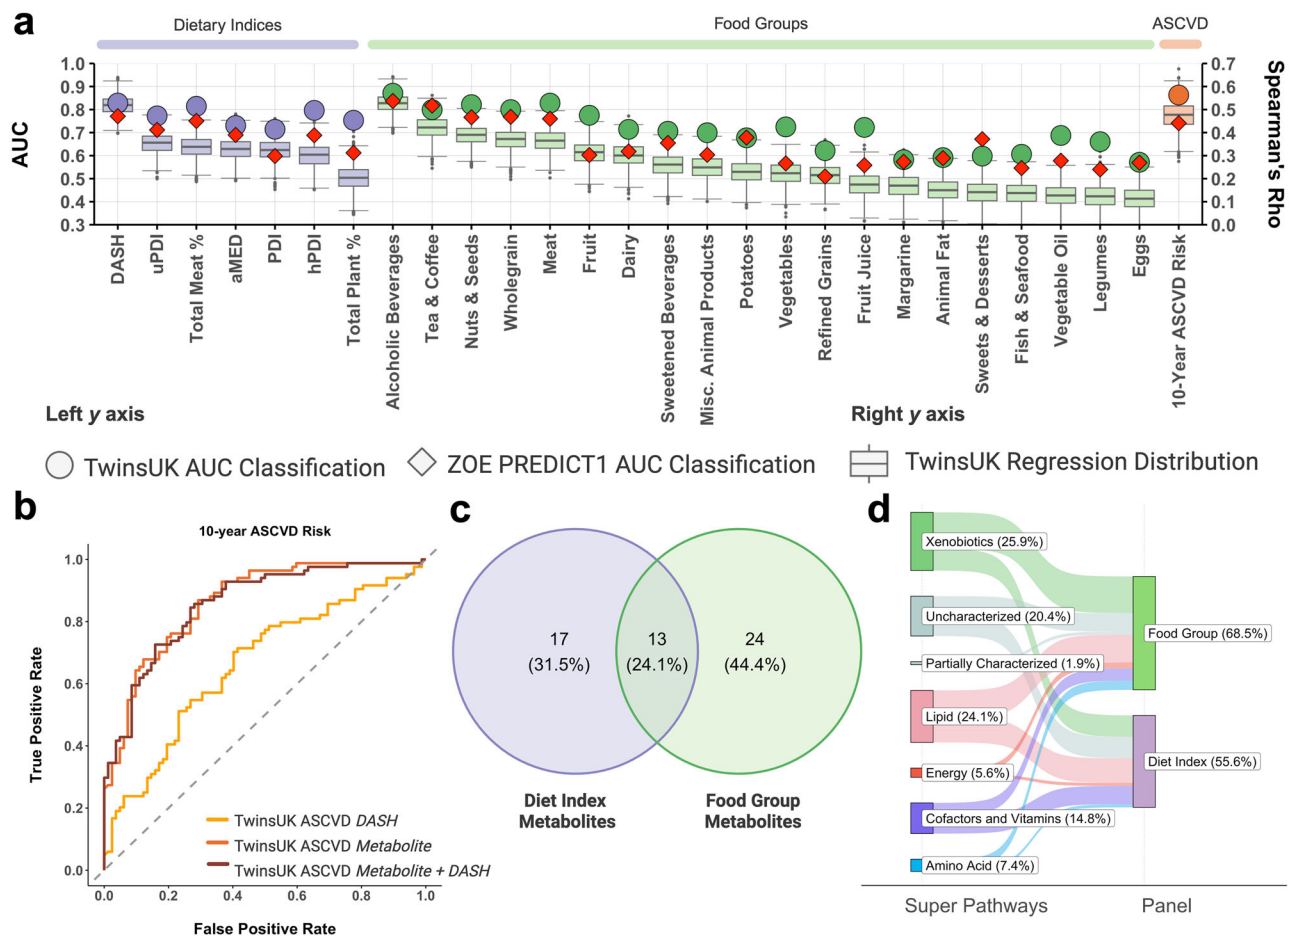 a
Dietary Indices
Food Groups
ASCVD
AUC
1.0
0.9
0.8
0.7
0.6
0.5
0.4
0.3
0.7
0.6
0.5
0.4
0.3
0.2
0.1
0.0
Spearman's Rho
DASH
uPDI
Total Meat %
aMED
PDI
hPDI
Total Plant %
Alcoholic Beverages
Tea & Coffee
Nuts & Seeds
Wholegrain
Meat
Fruit
Dairy
Sweetened Beverages
Misc. Animal Products
Potatoes
Vegetables
Refined Grains
Fruit Juice
Margarine
Animal Fat
Sweets & Desserts
Fish & Seafood
Vegetable Oil
Legumes
Eggs
10-Year ASCVD Risk
Left y axis
Right y axis
TwinsUK AUC Classification
ZOE PREDICT1 AUC Classification
TwinsUK Regression Distribution
b
10-year ASCVD Risk
True Positive Rate
1.0
0.8
0.6
0.4
0.2
0.0
TwinsUK ASCVD DASH
TwinsUK ASCVD Metabolite
TwinsUK ASCVD Metabolite + DASH
0.0
0.2
0.4
0.6
0.8
1.0
False Positive Rate
c
17
(31.5%)
13
(24.1%)
24
(44.4%)
Diet Index
Metabolites
Food Group
Metabolites
d
Xenobiotics (25.9%)
Uncharacterized (20.4%)
Partially Characterized (1.9%)
Lipid (24.1%)
Energy (5.6%)
Cofactors and Vitamins (14.8%)
Amino Acid (7.4%)
Food Group (68.5%)
Diet Index (55.6%)
Super Pathways
Panel